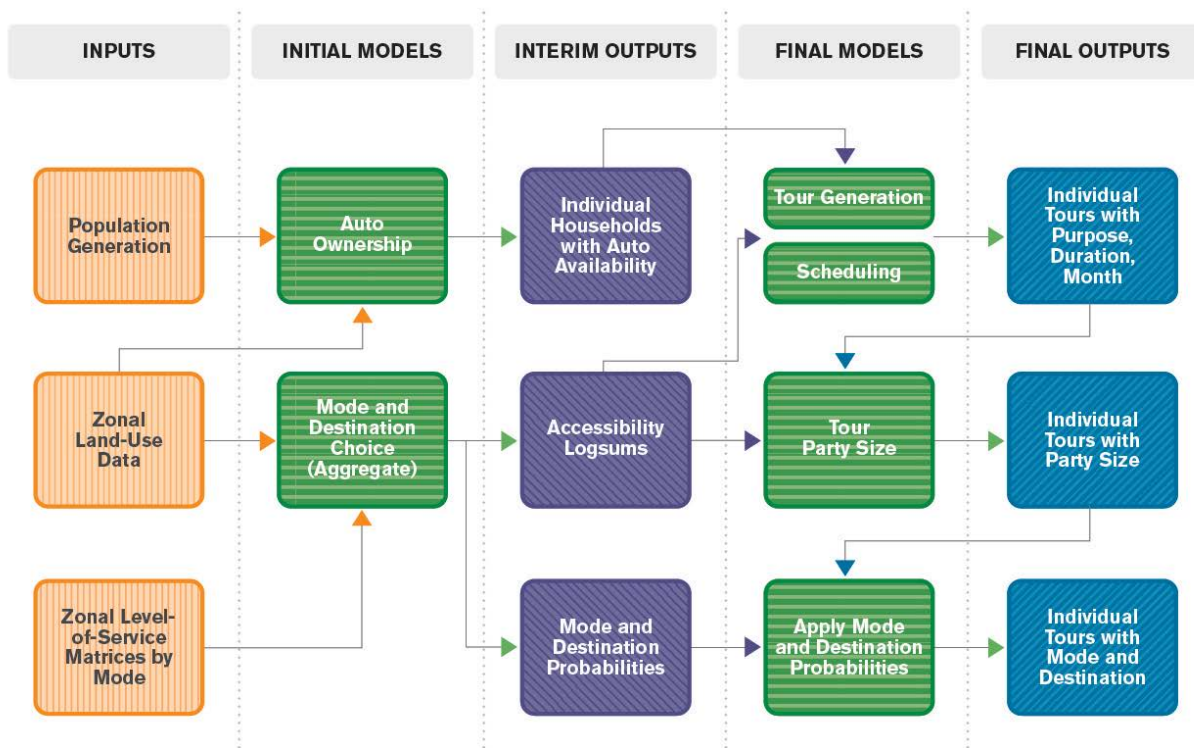 INPUTS
INITIAL MODELS
INTERIM OUTPUTS
FINAL MODELS
FINAL OUTPUTS
Population
Generation
Auto
Ownership
Individual
Households
with Auto
Availability
Tour Generation
Scheduling
Individual
Tours with
Purpose,
Duration,
Month
Zonal
Land-Use
Data
Mode and
Destination
Choice
(Aggregate)
Accessibility
Logsums
Tour
Party Size
Individual
Tours with
Party Size
Zonal Level-
of-Service
Matrices by
Mode
Mode and
Destination
Probabilities
Apply Mode
and Destination
Probabilities
Individual
Tours with
Mode and
Destination